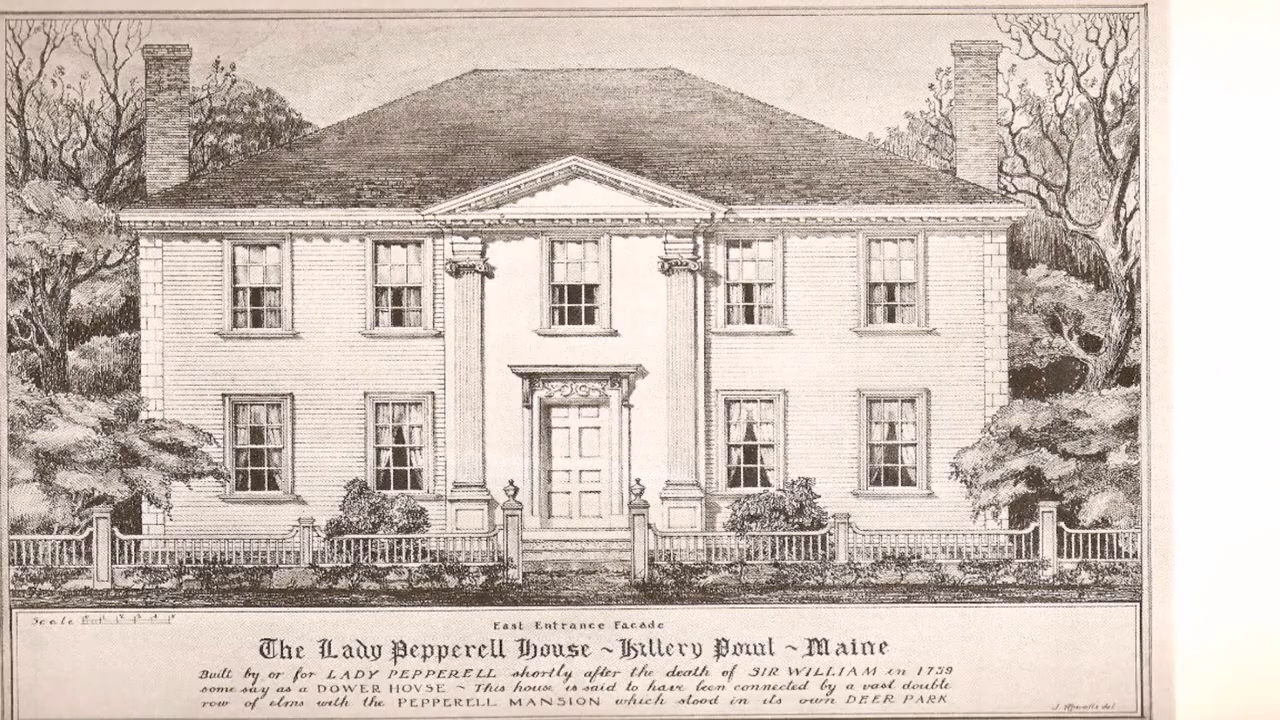 Scale
East Entrance Facade
The Lady Pepperell House ~ Kittery Point ~ Maine
Built by or for LADY PEPPERELL shortly after the death of SIR WILLIAM in 1759
some say as a DOWER HOVSE ~ This house is said to have been connected by a vast double
row of elms with the PEPPERELL MANSION which stood in its own DEER PARK